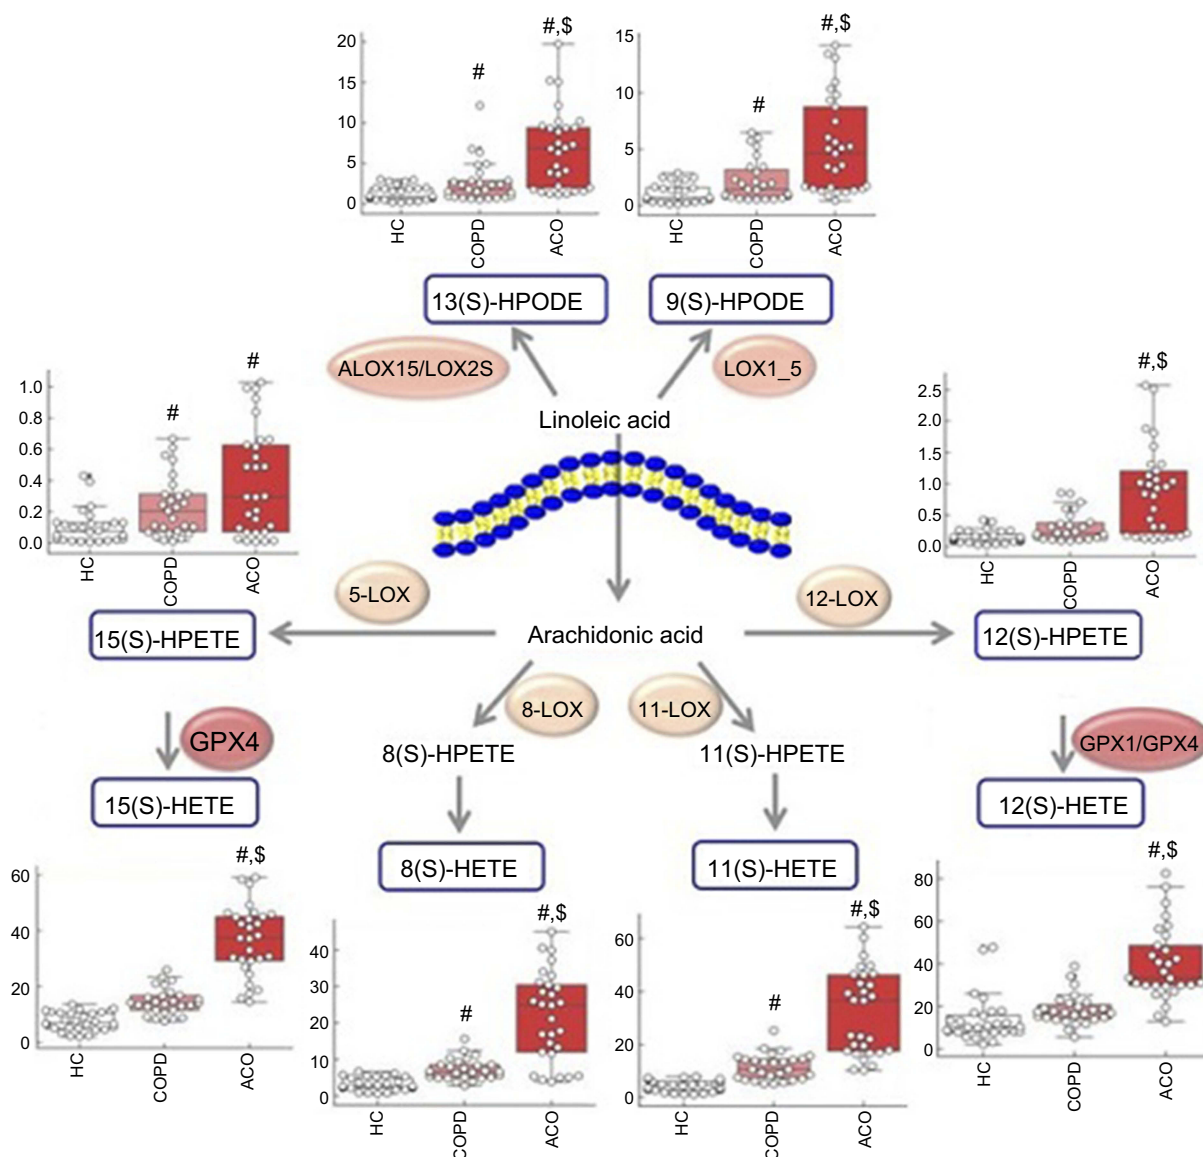 #,$
20
15
10
5
0
#
HC
COPD
ACO
#,$
15
10
5
0
#
HC
COPD
ACO
13(S)-HPODE
9(S)-HPODE
ALOX15/LOX2S
LOX1_5
Linoleic acid
#
#
1.0
0.8
0.6
0.4
0.2
0.0
HC
COPD
ACO
#,$
2.5
2.0
1.5
1.0
0.5
0.0
HC
COPD
ACO
5-LOX
12-LOX
15(S)-HPETE
Arachidonic acid
12(S)-HPETE
8-LOX
11-LOX
GPX4
8(S)-HPETE
11(S)-HPETE
GPX1/GPX4
15(S)-HETE
12(S)-HETE
8(S)-HETE
11(S)-HETE
#,$
60
40
20
0
HC
COPD
ACO
#,$
#
40
30
20
10
0
HC
COPD
ACO
#,$
#
60
40
20
0
HC
COPD
ACO
#,$
80
60
40
20
0
HC
COPD
ACO